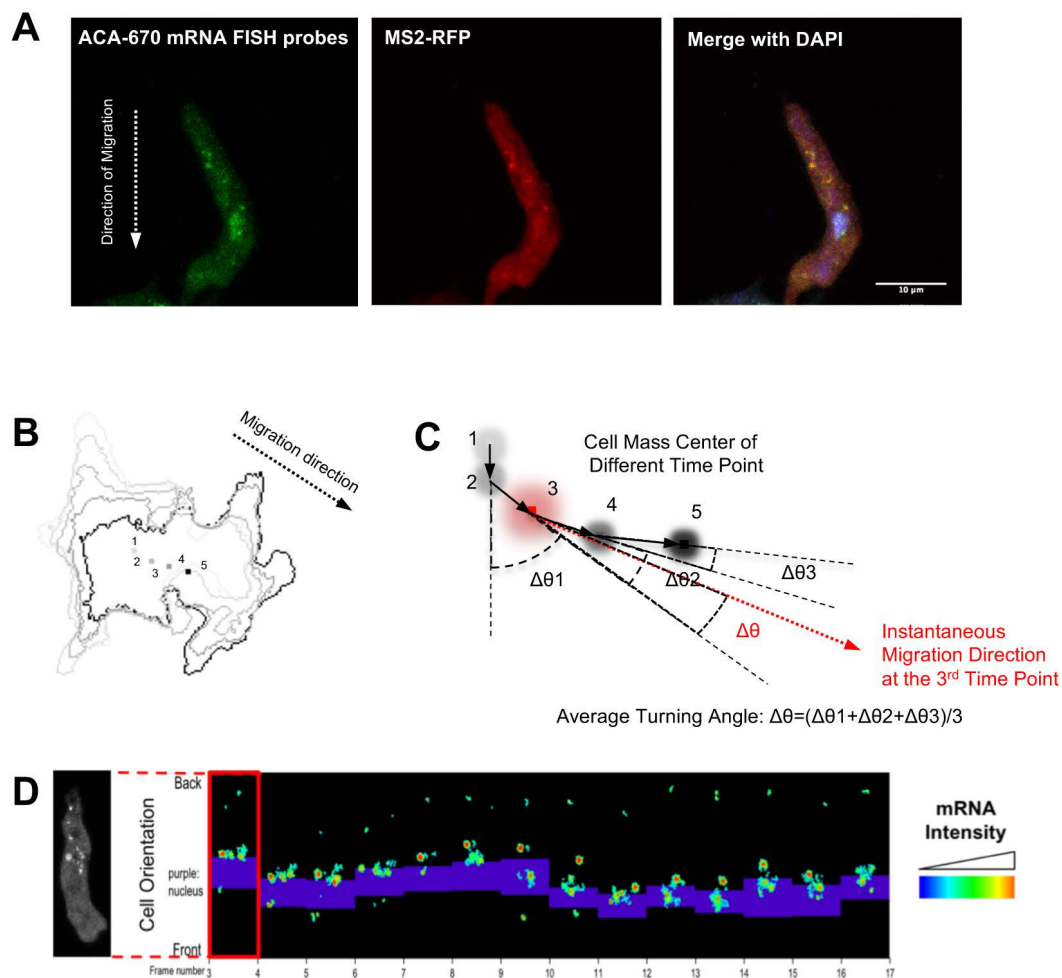 A
ACA-670 mRNA FISH probes
MS2-RFP
Merge with DAPI
Direction of Migration
10 µm
B
Migration direction
1
2
3
4
5
C
Cell Mass Center of
Different Time Point
1
2
3
4
5
Δθ1
Δθ2
Δθ3
Δθ
Instantaneous
Migration Direction
at the 3rd Time Point
Average Turning Angle: Δθ=(Δθ1+Δθ2+Δθ3)/3
D
Cell Orientation
Back
purple:
nucleus
Front
Frame number
3 4 5 6 7 8 9 10 11 12 13 14 15 16 17
mRNA
Intensity